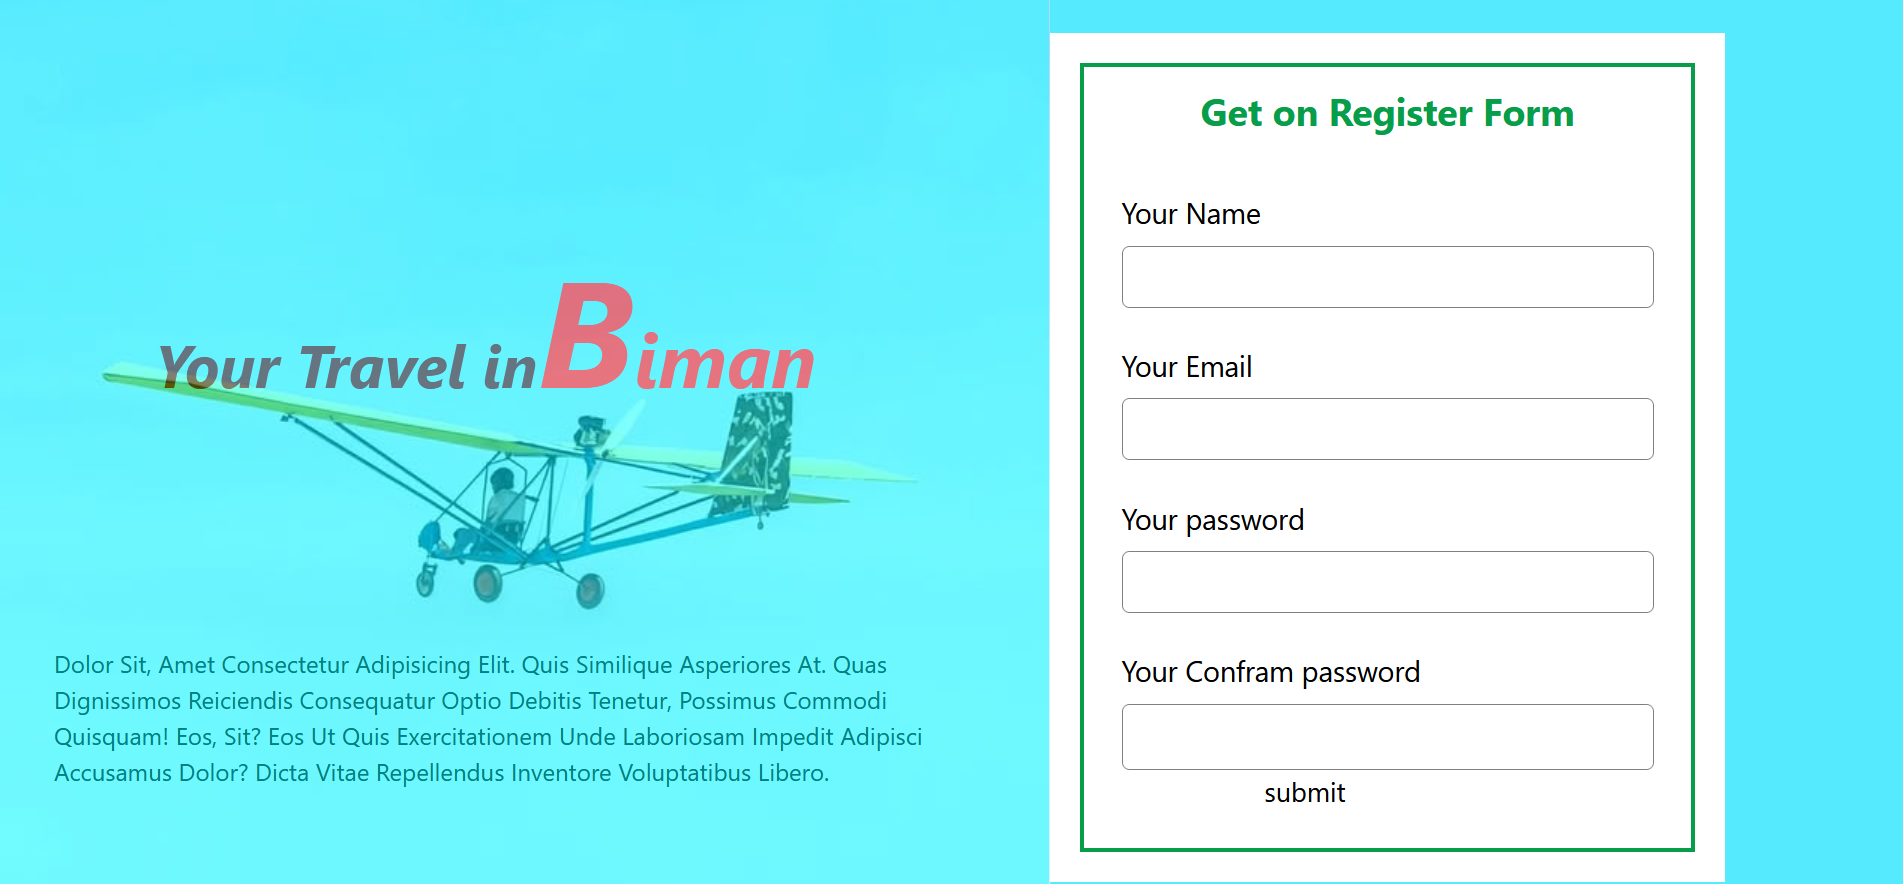 Your Travel in Biman
Dolor Sit, Amet Consectetur Adipisicing Elit. Quis Similique Asperiores At. Quas
Dignissimos Reiciendis Consequatur Optio Debitis Tenetur, Possimus Commodi
Quisquam! Eos, Sit? Eos Ut Quis Exercitationem Unde Laboriosam Impedit Adipisci
Accusamus Dolor? Dicta Vitae Repellendus Inventore Voluptatibus Libero.
Get on Register Form
Your Name
Your Email
Your password
Your Confram password
submit